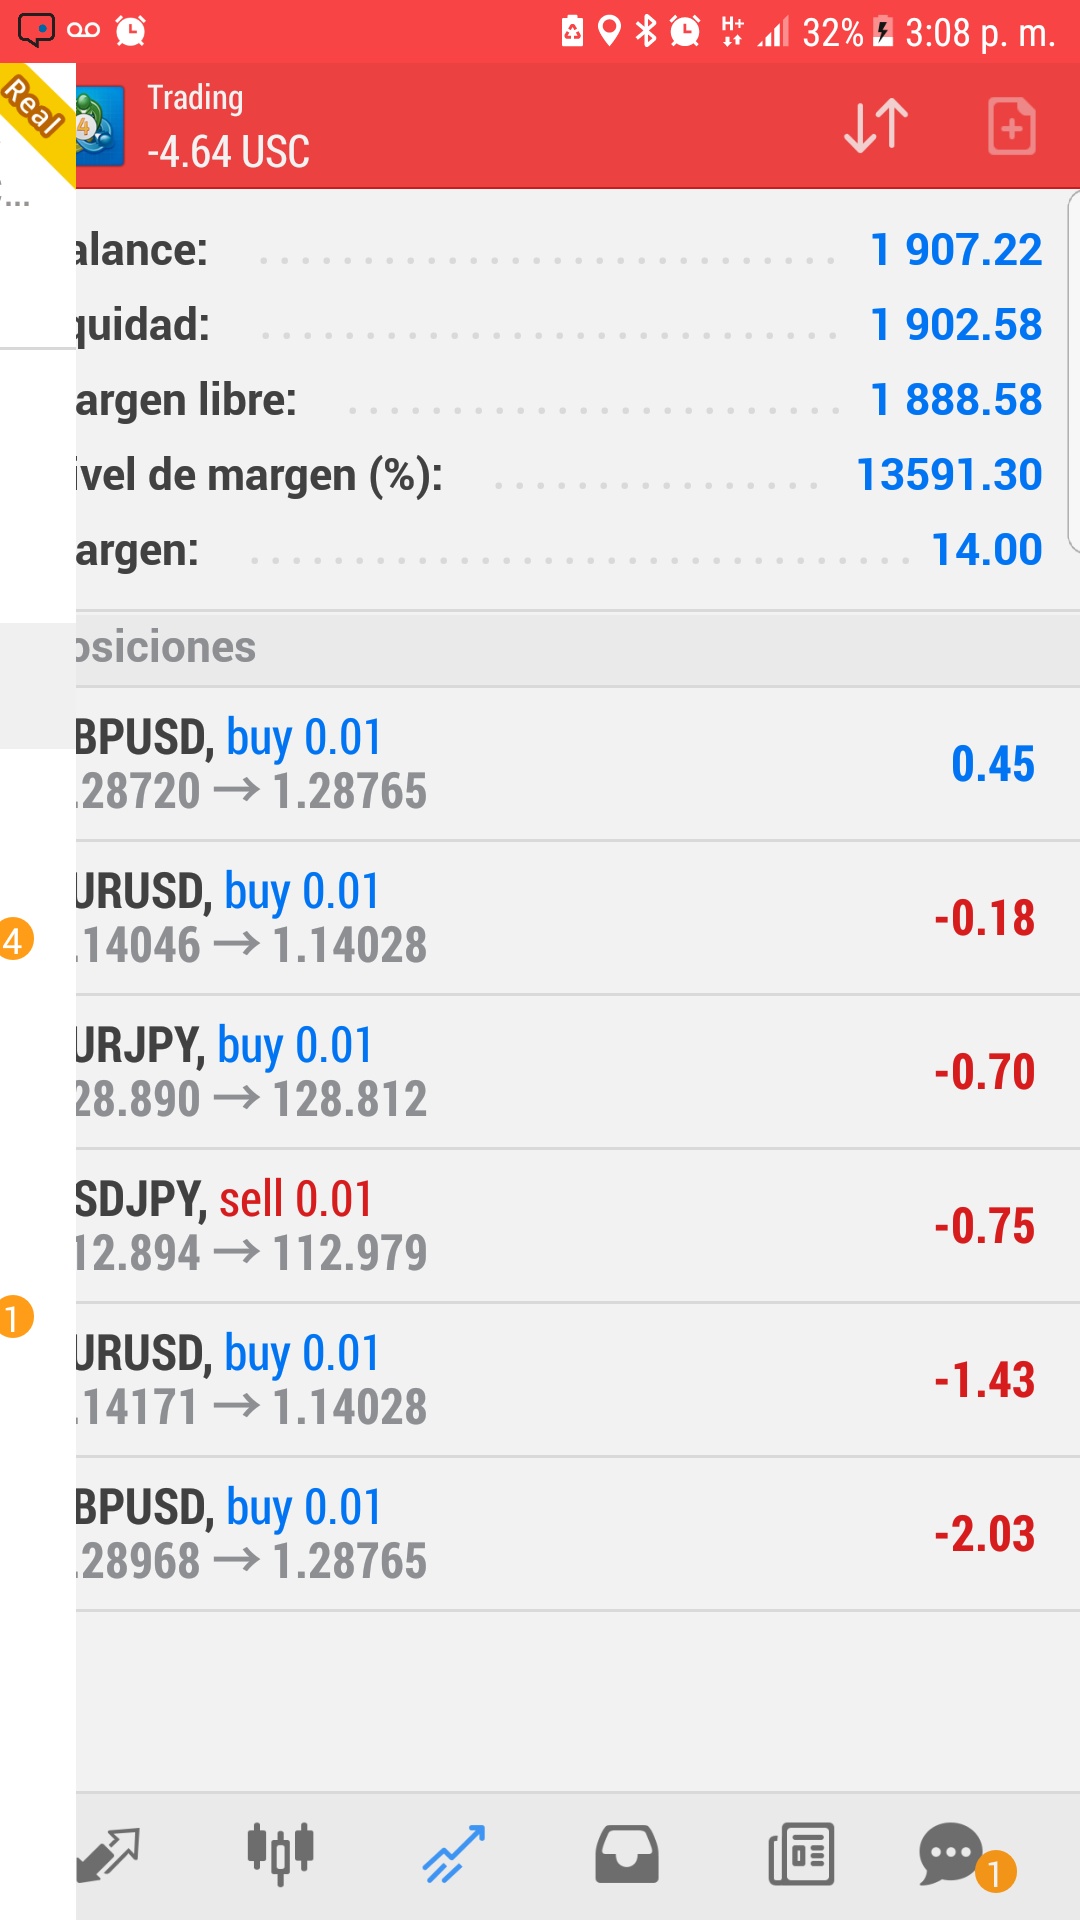 32% 3:08 p. m.
Real
Trading
4
-4.64 USC
...
alance: 1 907.22
quidad: 1 902.58
argen libre: 1 888.58
ivel de margen (%): 13591.30
argen: 14.00
osiciones
BPUSD, buy 0.01
0.45
.28720 → 1.28765
URUSD, buy 0.01
-0.18
.14046 → 1.14028
4
URJPY, buy 0.01
-0.70
28.890 → 128.812
SDJPY, sell 0.01
-0.75
12.894 → 112.979
1
URUSD, buy 0.01
-1.43
.14171 → 1.14028
BPUSD, buy 0.01
-2.03
.28968 → 1.28765
1